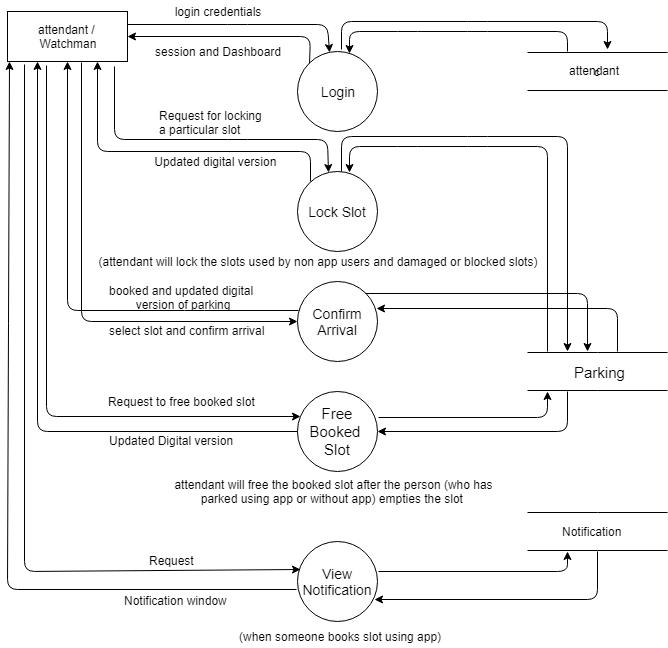 login credentials
attendant /
Watchman
session and Dashboard
attendant
Login
Request for locking
a particular slot
Updated digital version
Lock Slot
(attendant will lock the slots used by non app users and damaged or blocked slots)
booked and updated digital
version of parking
Confirm
Arrival
select slot and confirm arrival
Parking
Request to free booked slot
Free
Booked
Slot
Updated Digital version
attendant will free the booked slot after the person (who has
parked using app or without app) empties the slot
Notification
Request
View
Notification
Notification window
(when someone books slot using app)